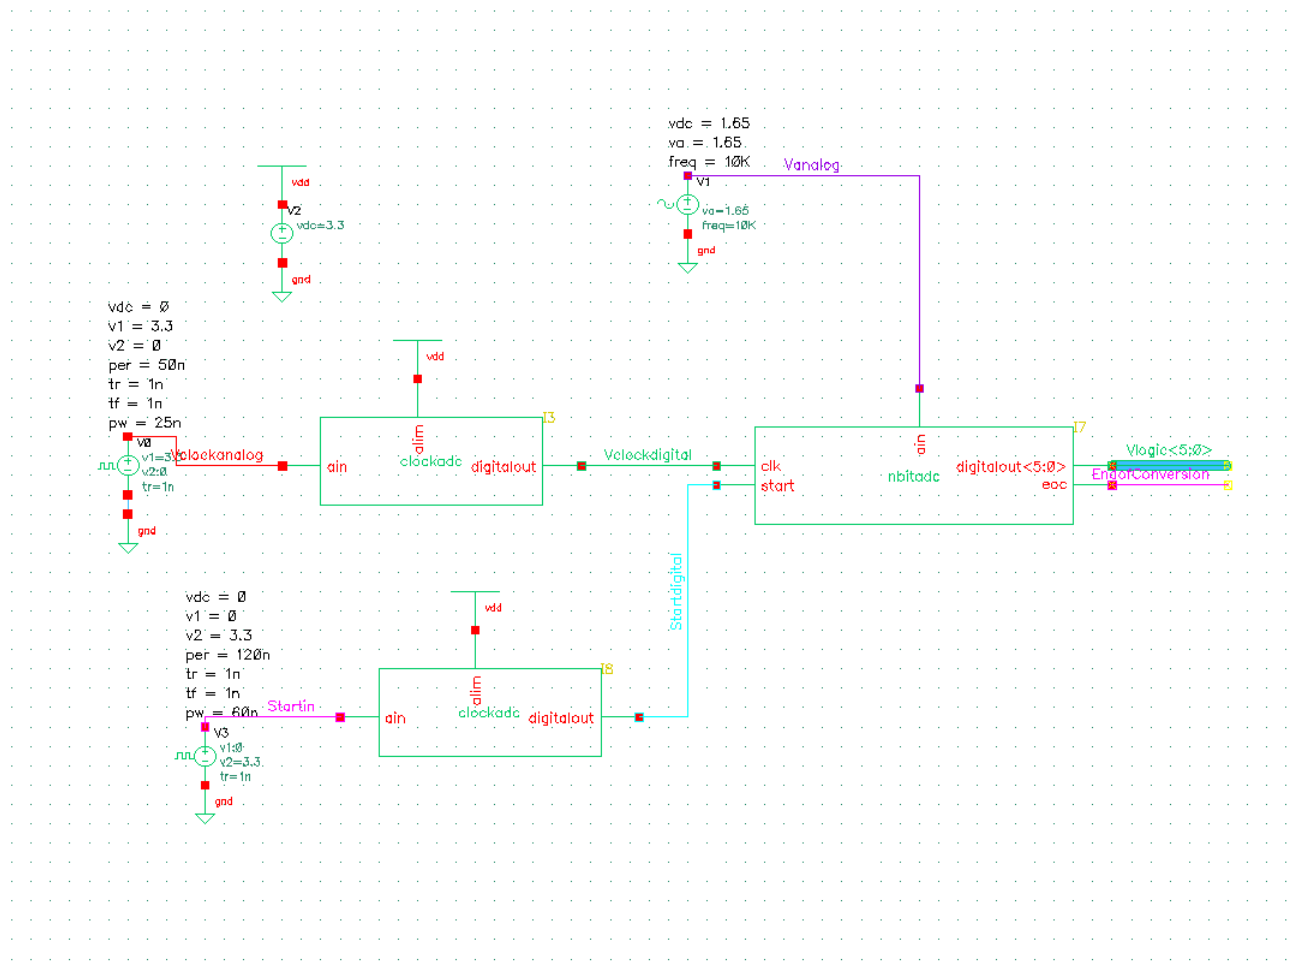 vdc = 1.65
va = 1.65
freq = 10K
Vanalog
V1
va=1.65
freq=10K
gnd
vdd
V2
vdc=3.3
gnd
vdc = 0
v1 = 3.3
v2 = 0
per = 50n
tr = 1n
tf = 1n
pw = 25n
V0
v1=3.3
v2:0
tr=1n
gnd
Vclockanalog
vdd
I3
alim
ain
clockadc
digitalout
Vclockdigital
I7
ain
clk
start
nbitadc
digitalout<5:0>
eoc
Vlogic<5:0>
EndofConversion
Startdigital
vdc = 0
v1 = 0
v2 = 3.3
per = 120n
tr = 1n
tf = 1n
pw = 60n
Startin
V3
v1:0
v2=3.3
tr=1n
gnd
vdd
I8
alim
ain
clockadc
digitalout